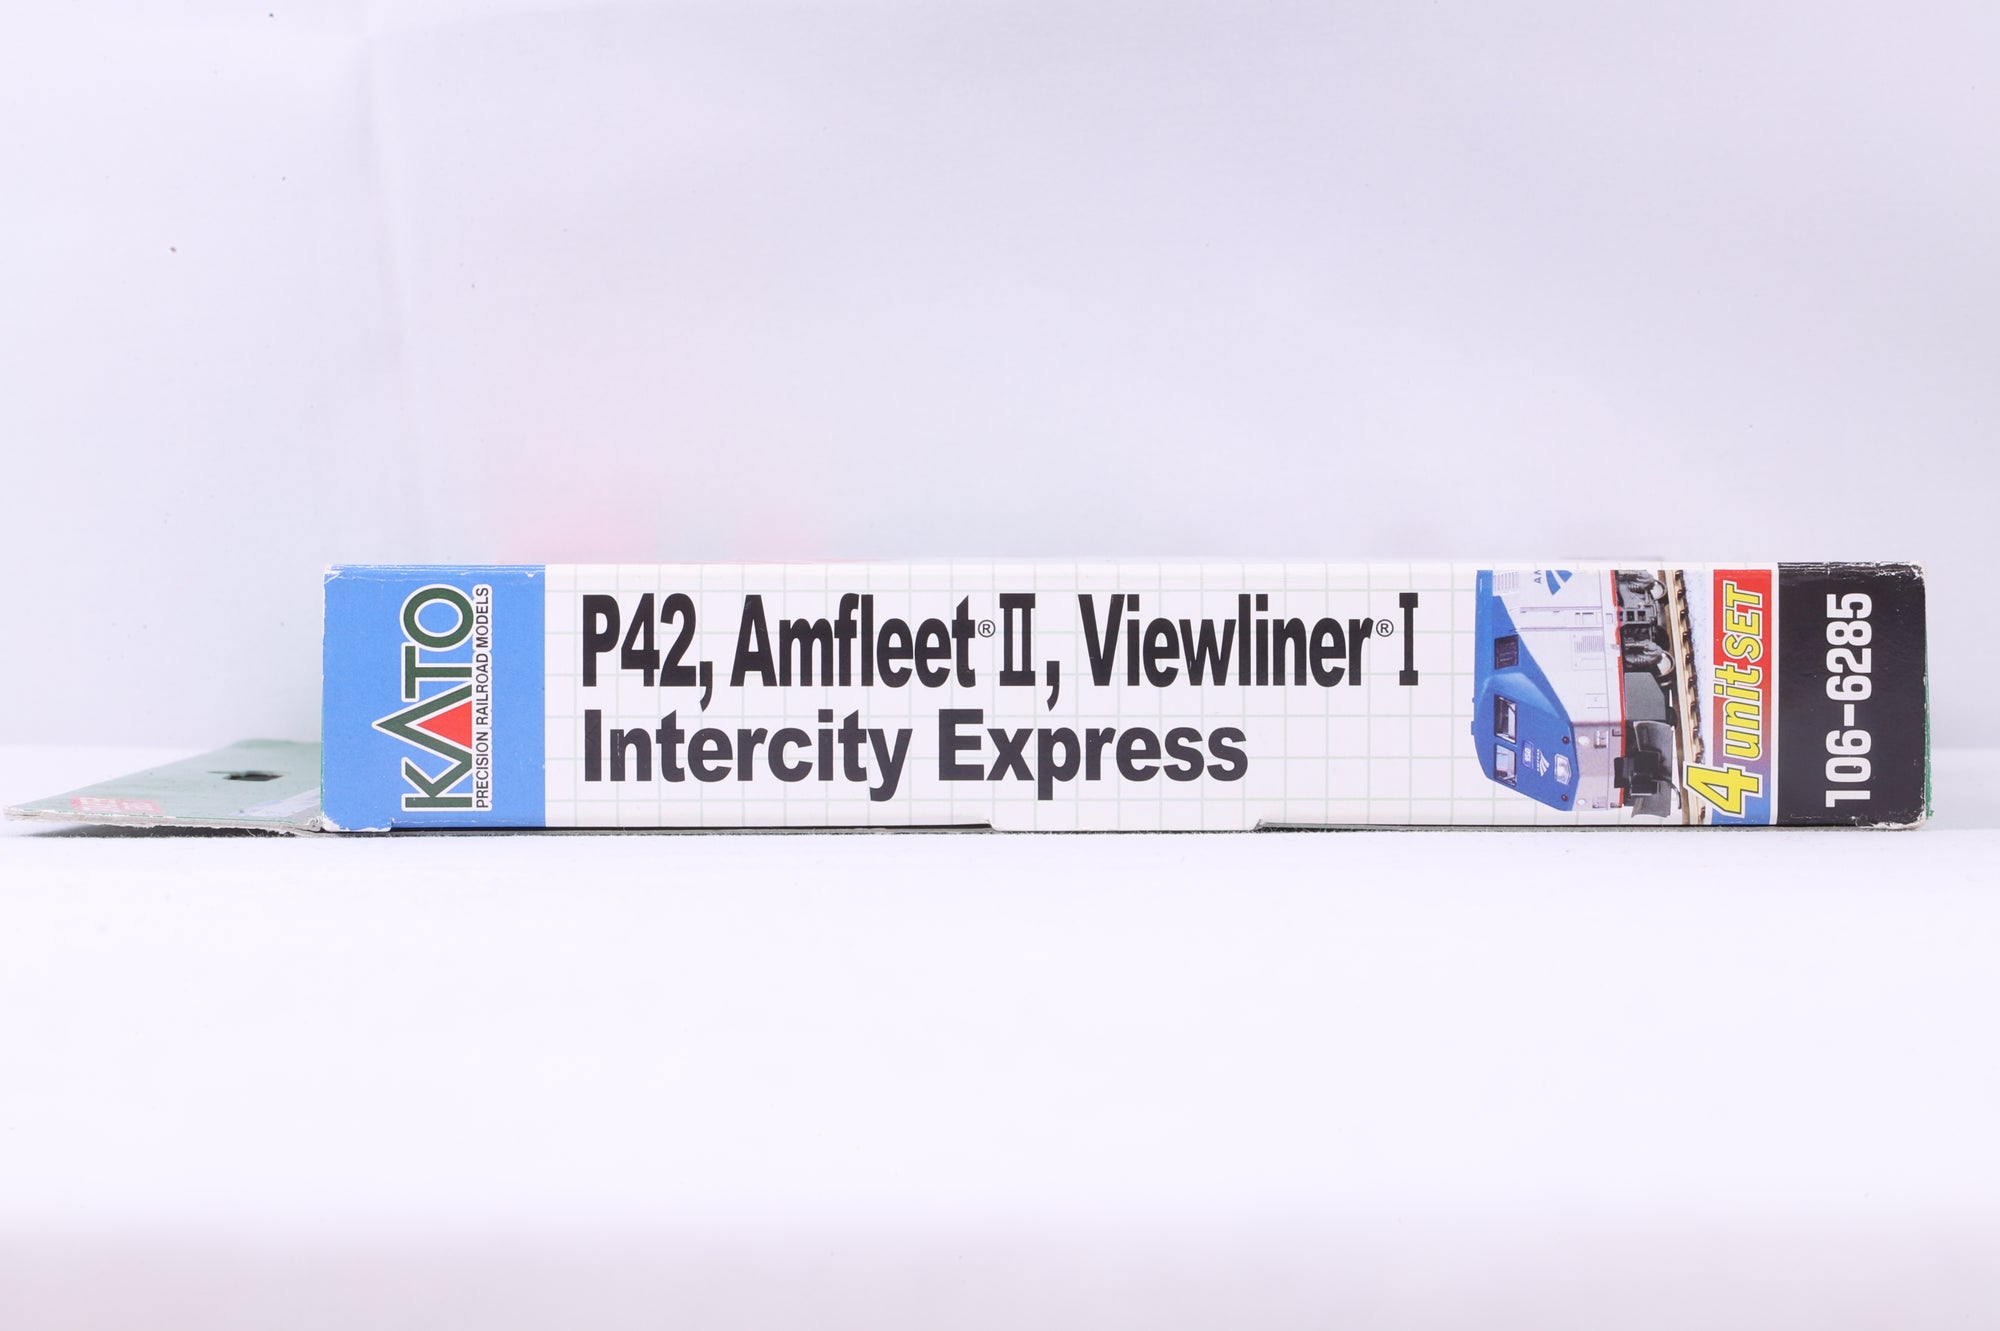 KATO
PRECISION RAILROAD MODELS
P42, Amfleet® II, Viewliner® I
Intercity Express
4 unit SET
106-6285